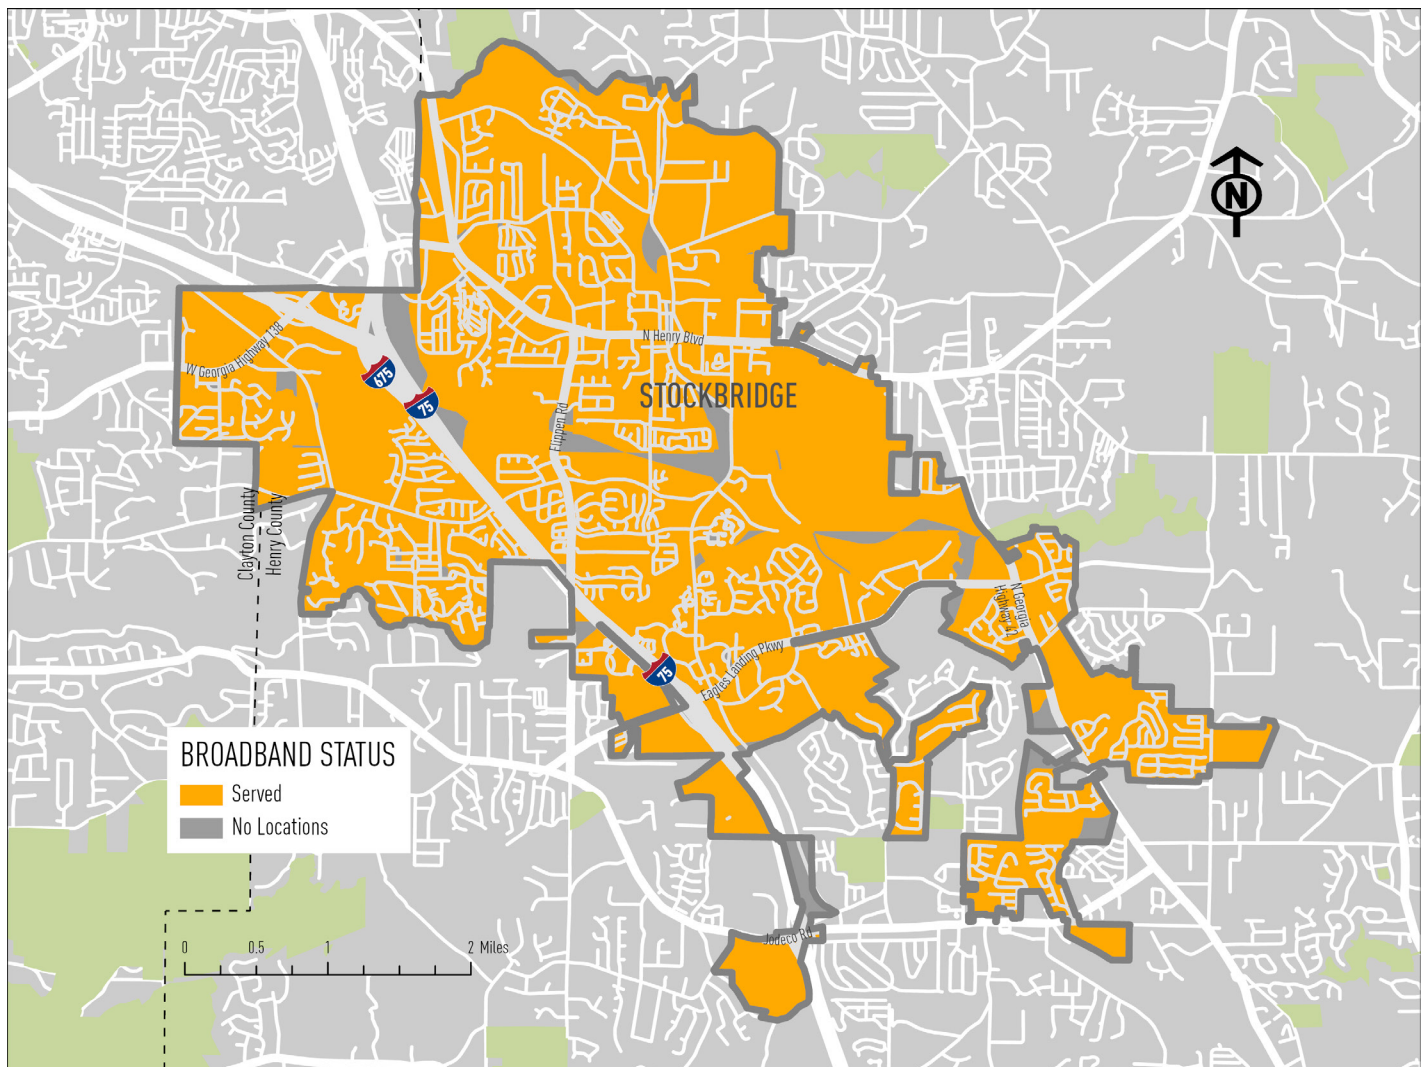 N
W Georgia Highway 138
N Henry Blvd
675
75
STOCKBRIDGE
Flippen Rd
Clayton County
Henry County
N Georgia
Highway 42
Eagles Landing Pkwy
75
BROADBAND STATUS
Served
No Locations
Jodeco Rd
0 0.5 1 2 Miles